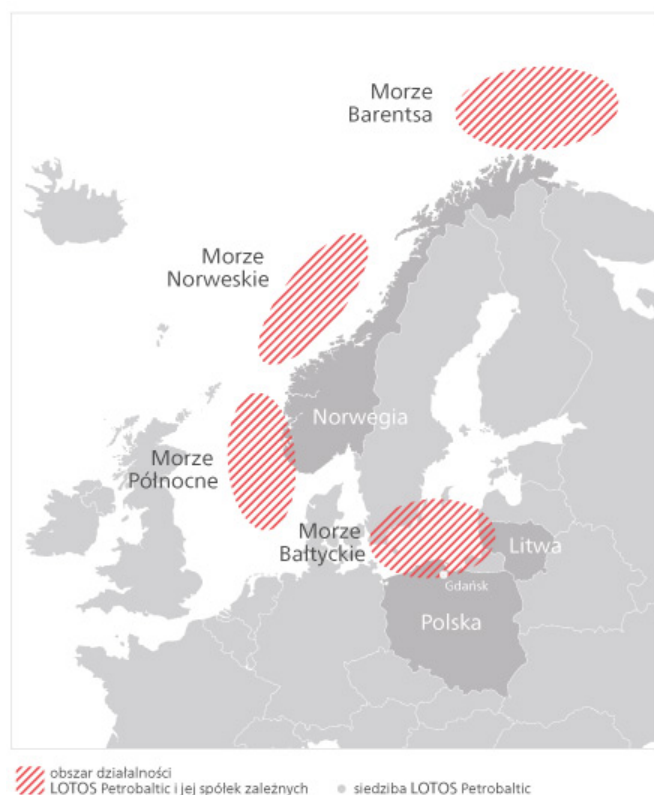 Morze
Barentsa
Morze
Norweskie
Norwegia
Morze
Północne
Morze
Bałtyckie
Litwa
Gdańsk
Polska
obszar działalności
LOTOS Petrobaltic i jej spółek zależnych
siedziba LOTOS Petrobaltic